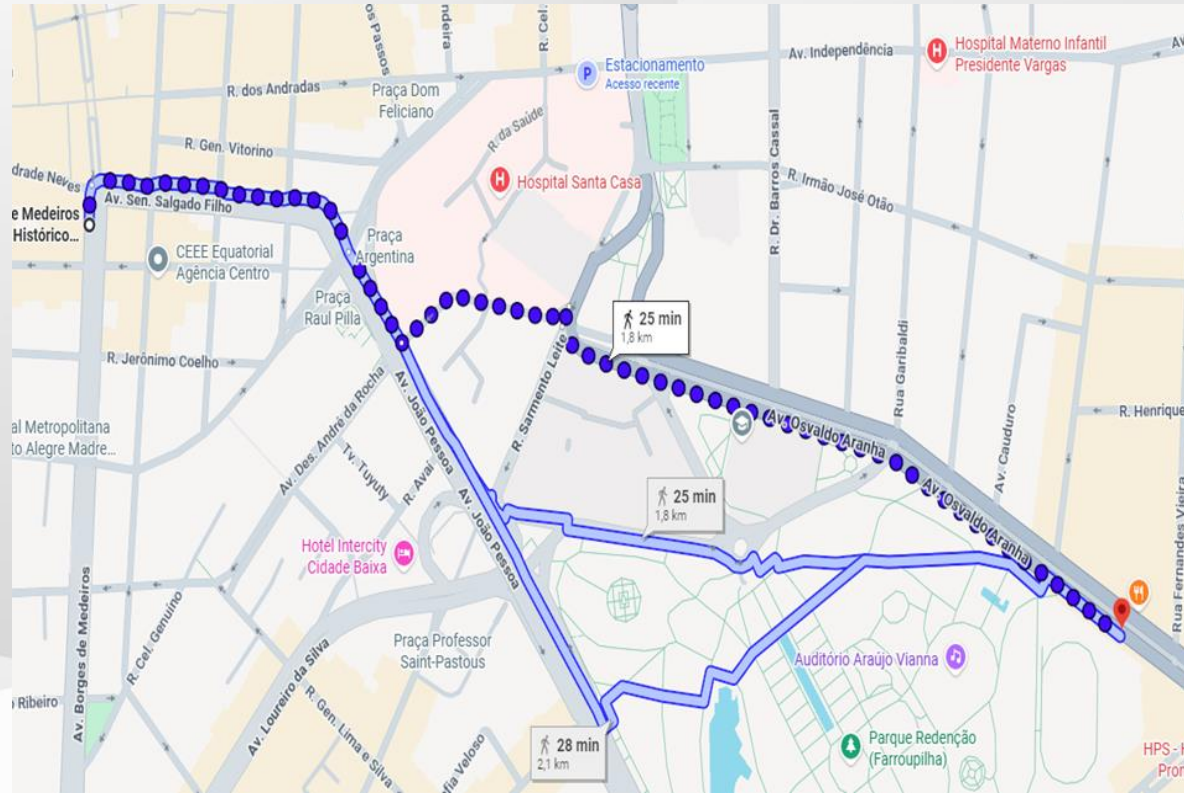 Av. Independência
Hospital Materno Infantil
Presidente Vargas
Estacionamento
Acesso recente
R. dos Andradas
Praça Dom
Feliciano
R. da Saúde
R. Cel.
R. Gen. Vitorino
Hospital Santa Casa
R. Dr. Barros Cassal
R. Irmão José Otão
drade Neves
Av. Sen. Salgado Filho
e Medeiros
Histórico...
CEEE Equatorial
Agência Centro
Praça
Argentina
Praça
Raul Pilla
25 min
1,8 km
R. Jerônimo Coelho
R. Sarmento Leite
Rua Garibaldi
Av. Cauduro
R. Henrique
al Metropolitana
to Alegre Madre...
Av. Des. André da Rocha
Av. João Pessoa
Av. Osvaldo Aranha
Tv. Tuyuty
R. Avaí
Av. João Pessoa
25 min
1,8 km
Av. Osvaldo Aranha
Rua Fernandes Vieira
Hotel Intercity
Cidade Baixa
Av. Borges de Medeiros
R. Cel. Genuíno
Praça Professor
Saint-Pastous
Auditório Araújo Vianna
Ribeiro
Av. Loureiro da Silva
R. Gen. Lima e Silva
fia Veloso
28 min
2,1 km
Parque Redenção
(Farroupilha)
HPS - H
Pron